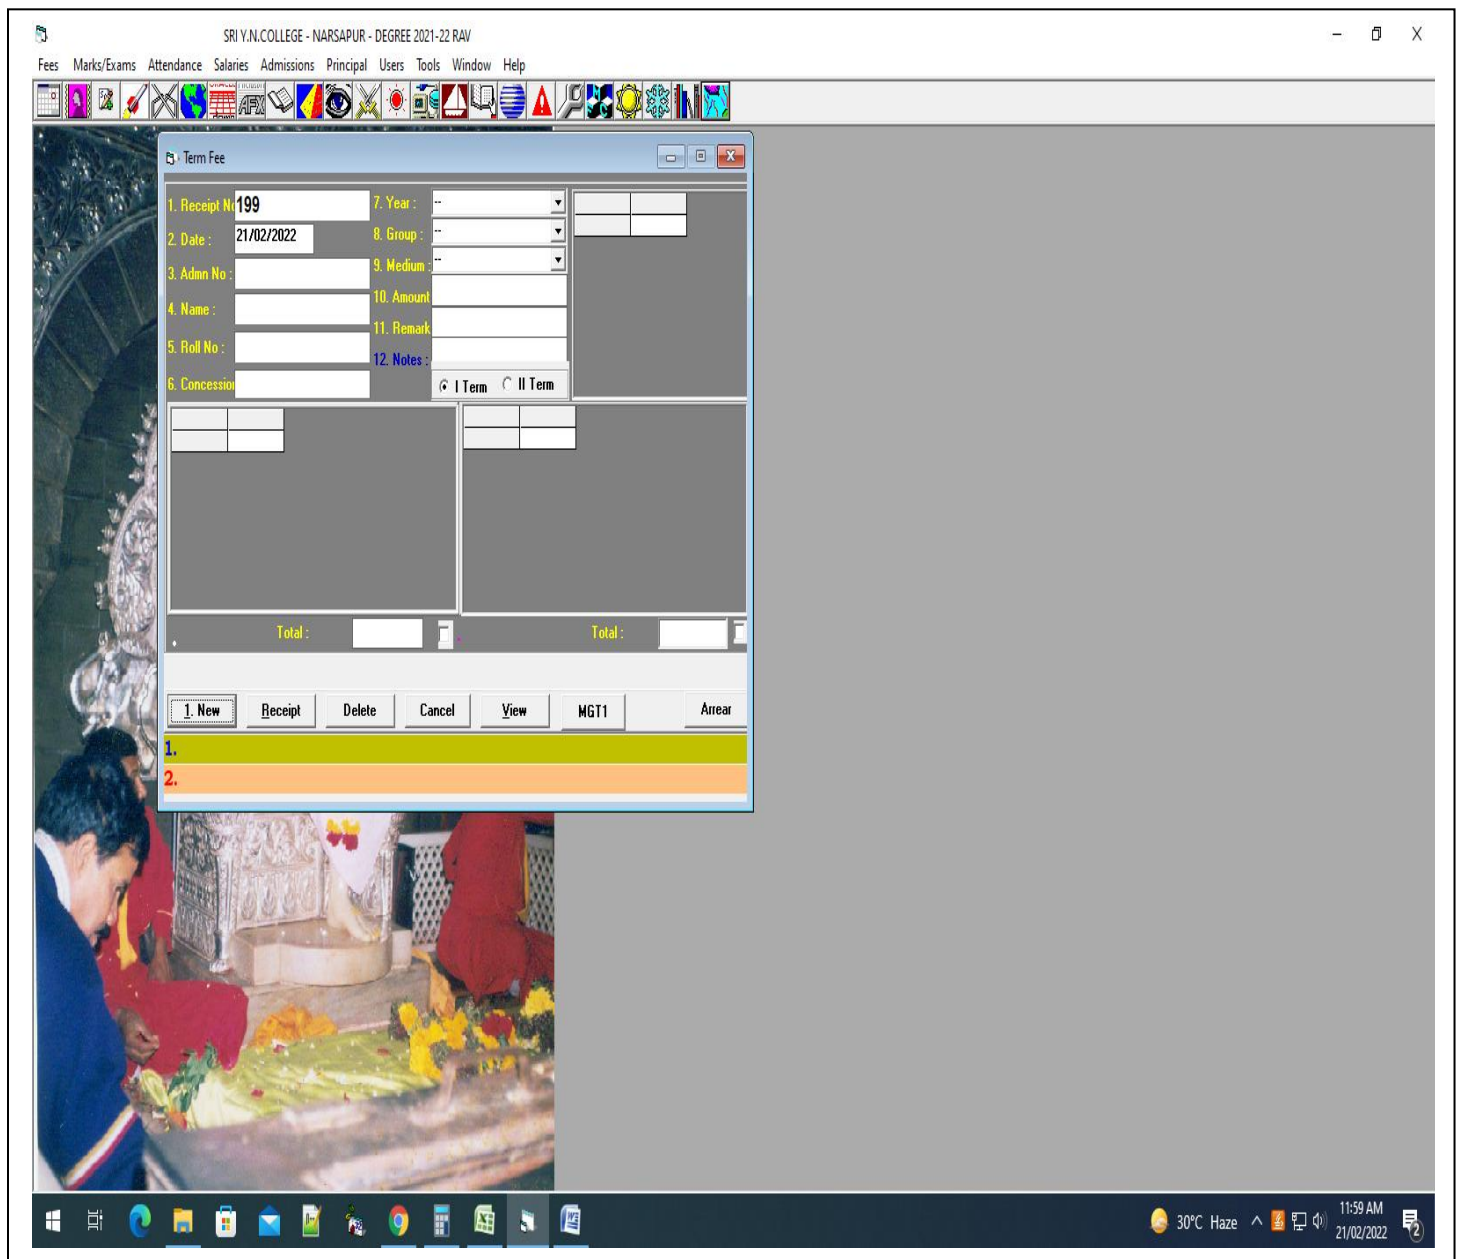 SRI Y.N.COLLEGE - NARSAPUR - DEGREE 2021-22 RAV
Fees Marks/Exams Attendance Salaries Admissions Principal Users Tools Window Help
AFX
Term Fee
1. Receipt No 199
2. Date : 21/02/2022
3. Admn No :
4. Name :
5. Roll No :
6. Concession
7. Year : --
8. Group : --
9. Medium : --
10. Amount
11. Remark
12. Notes :
I Term II Term
Total : Total :
1. New Receipt Delete Cancel View MGT1 Arrear
1.
2.
30°C Haze
11:59 AM
21/02/2022
2